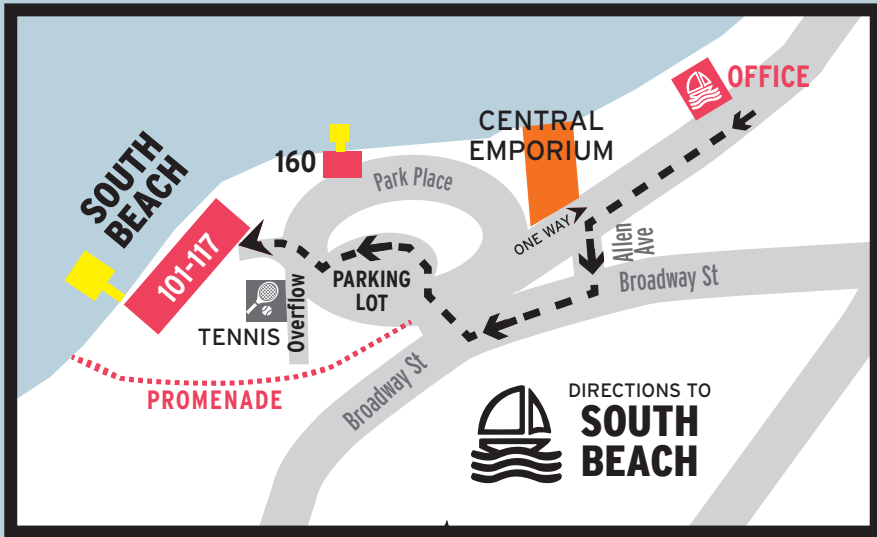 OFFICE
CENTRAL
EMPORIUM
160
Park Place
SOUTH
BEACH
ONE WAY
Allen
Ave
101-117
PARKING
LOT
Broadway St
Overflow
TENNIS
Broadway St
PROMENADE
DIRECTIONS TO
SOUTH
BEACH